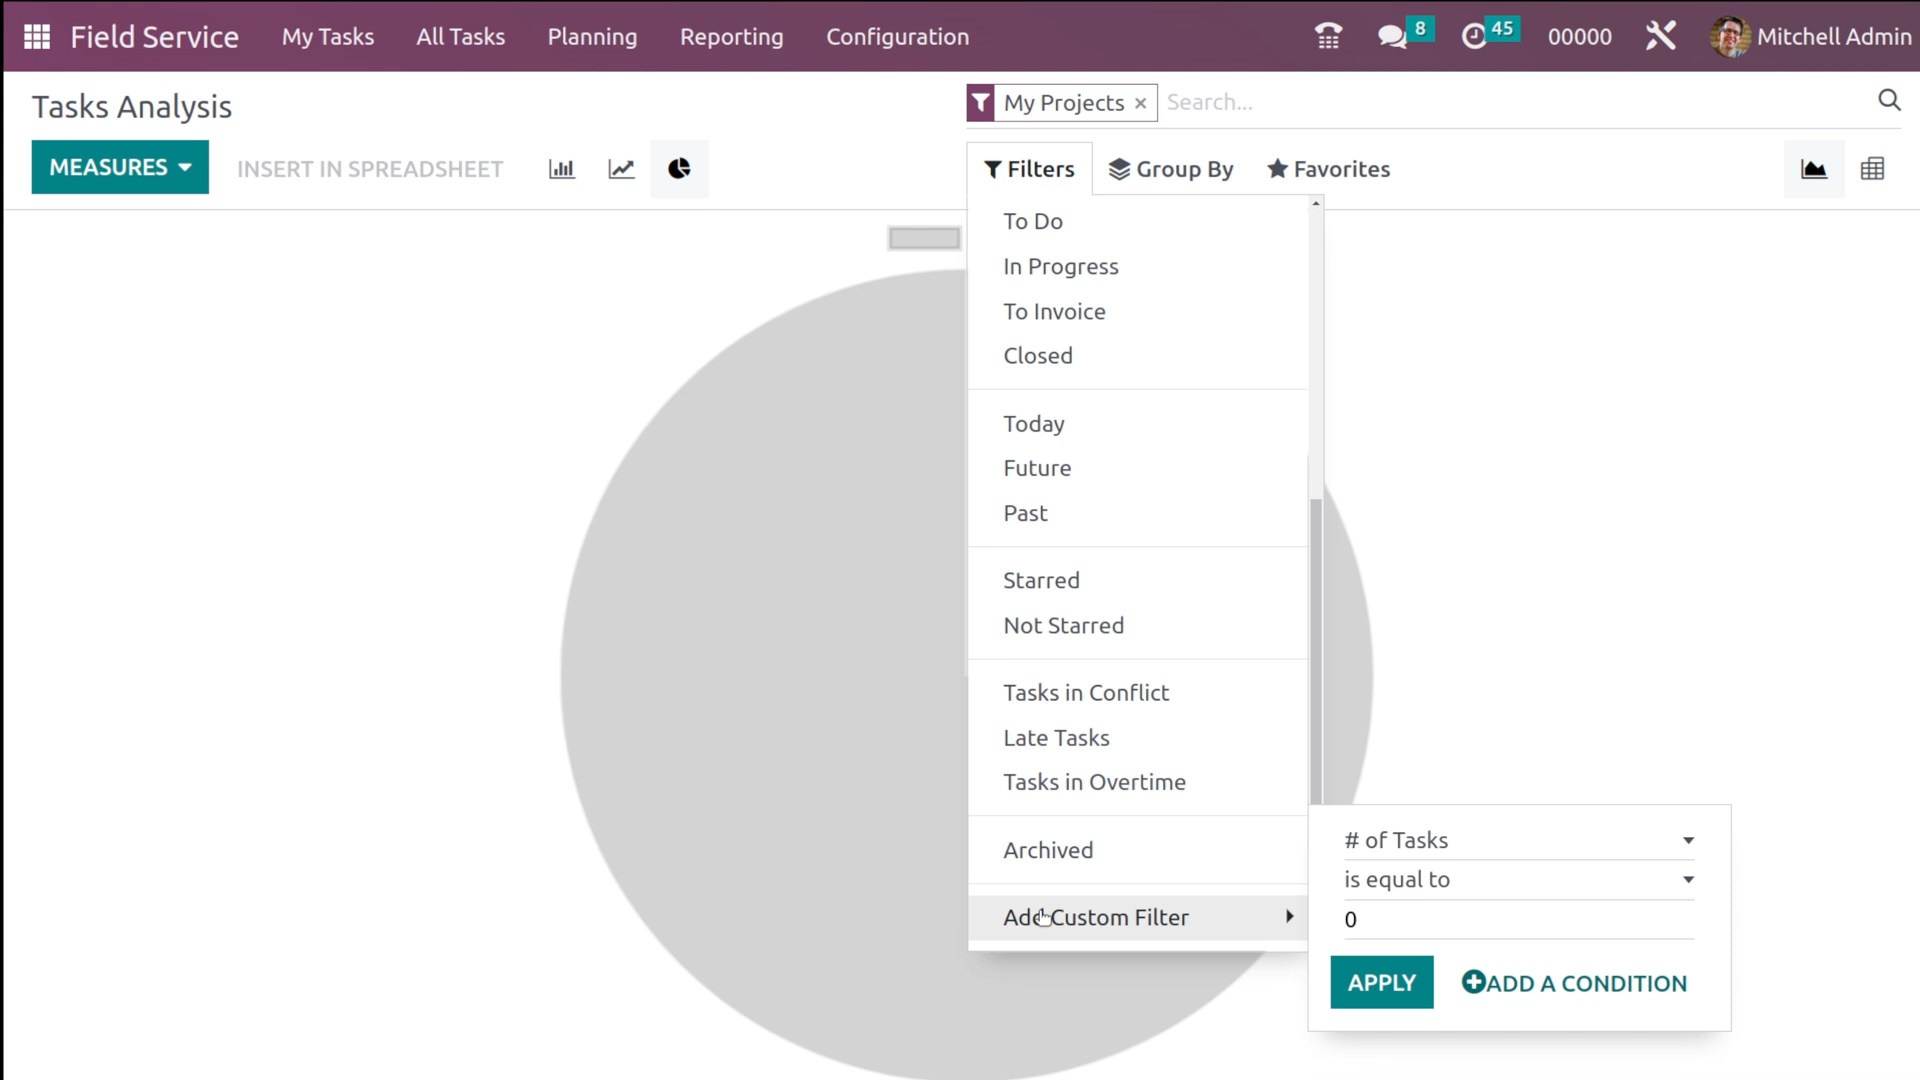 Field Service My Tasks All Tasks Planning Reporting Configuration 8 45 00000 Mitchell Admin
Tasks Analysis
My Projects × Search...
MEASURES INSERT IN SPREADSHEET
Filters Group By Favorites
To Do
In Progress
To Invoice
Closed
Today
Future
Past
Starred
Not Starred
Tasks in Conflict
Late Tasks
Tasks in Overtime
Archived
Add Custom Filter
# of Tasks
is equal to
0
APPLY ADD A CONDITION